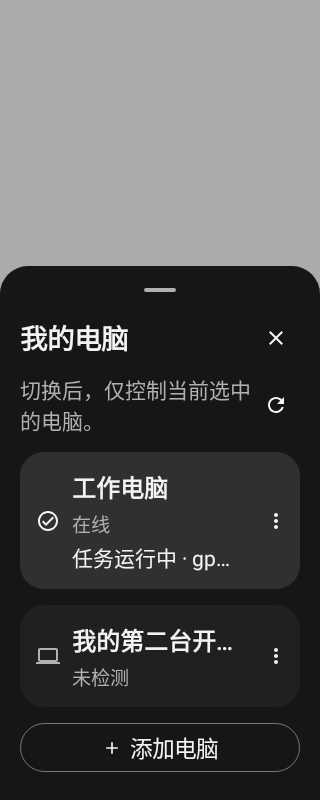 我的电脑
切换后，仅控制当前选中
的电脑。
工作电脑
在线
任务运行中 · gp...
我的第二台开...
未检测
+ 添加电脑